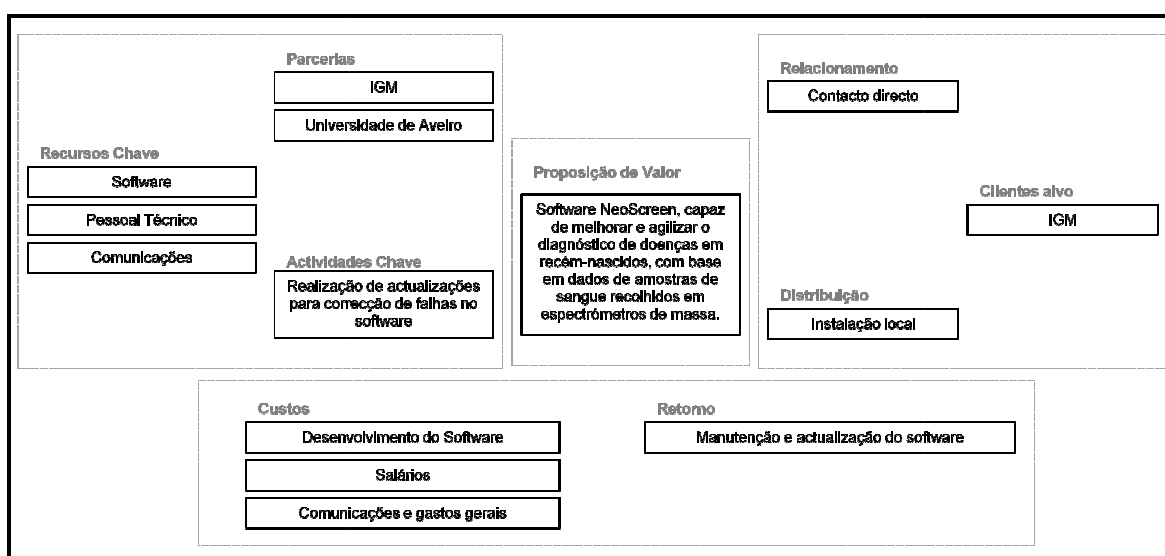 Parcerias
IGM
Universidade de Aveiro
Recursos Chave
Software
Pessoal Técnico
Comunicações
Actividades Chave
Realização de actualizações
para correcção de falhas no
software
Proposição de Valor
Software NeoScreen, capaz
de melhorar e agilizar o
diagnóstico de doenças em
recém-nascidos, com base
em dados de amostras de
sangue recolhidos em
espectrómetros de massa.
Relacionamento
Contacto directo
Clientes alvo
IGM
Distribuição
Instalação local
Custos
Desenvolvimento do Software
Salários
Comunicações e gastos gerais
Retorno
Manutenção e actualização do software